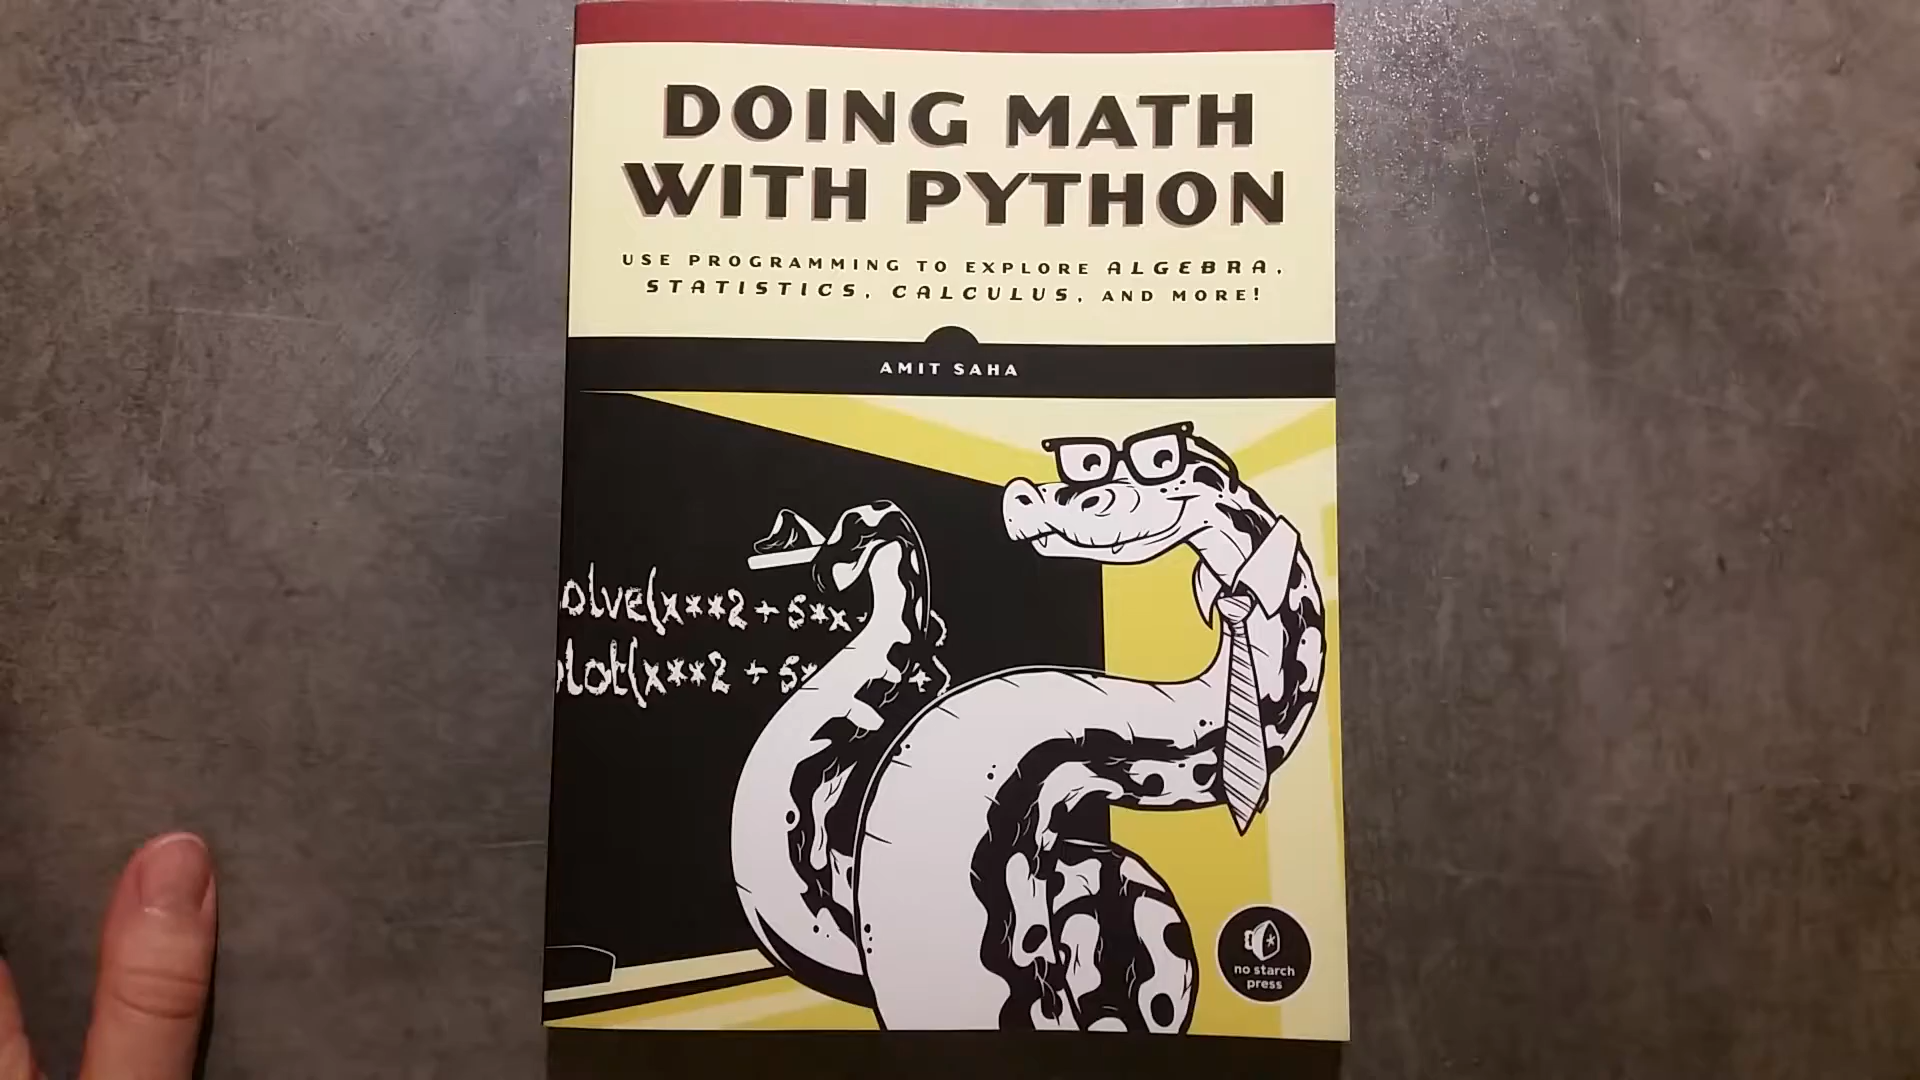 DOING MATH
WITH PYTHON
USE PROGRAMMING TO EXPLORE ALGEBRA,
STATISTICS, CALCULUS, AND MORE!
AMIT SAHA
olve(x**2 + 5*x-
lot(x**2 + 5*
no starch
press